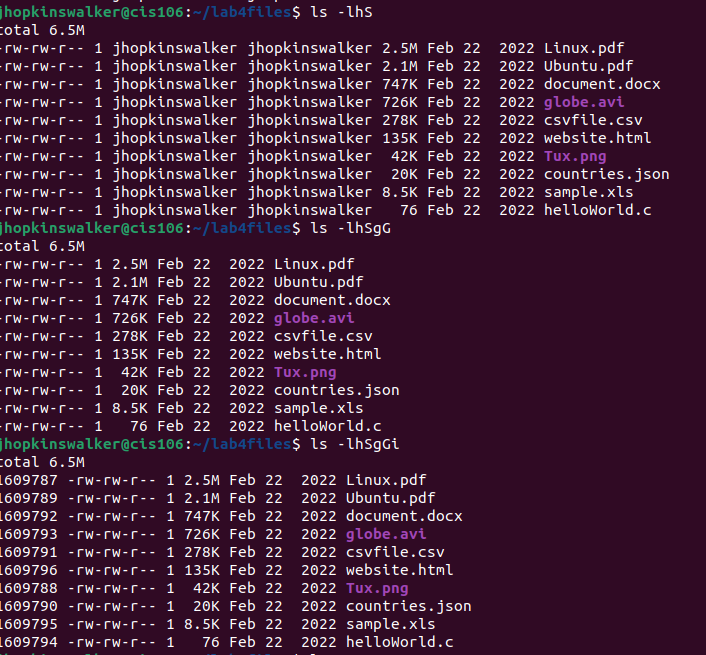 jhopkinswalker@cis106:~/lab4files$ ls -lhS
total 6.5M
-rw-rw-r-- 1 jhopkinswalker jhopkinswalker 2.5M Feb 22  2022 Linux.pdf
-rw-rw-r-- 1 jhopkinswalker jhopkinswalker 2.1M Feb 22  2022 Ubuntu.pdf
-rw-rw-r-- 1 jhopkinswalker jhopkinswalker 747K Feb 22  2022 document.docx
-rw-rw-r-- 1 jhopkinswalker jhopkinswalker 726K Feb 22  2022 globe.avi
-rw-rw-r-- 1 jhopkinswalker jhopkinswalker 278K Feb 22  2022 csvfile.csv
-rw-rw-r-- 1 jhopkinswalker jhopkinswalker 135K Feb 22  2022 website.html
-rw-rw-r-- 1 jhopkinswalker jhopkinswalker  42K Feb 22  2022 Tux.png
-rw-rw-r-- 1 jhopkinswalker jhopkinswalker  20K Feb 22  2022 countries.json
-rw-rw-r-- 1 jhopkinswalker jhopkinswalker 8.5K Feb 22  2022 sample.xls
-rw-rw-r-- 1 jhopkinswalker jhopkinswalker   76 Feb 22  2022 helloWorld.c
jhopkinswalker@cis106:~/lab4files$ ls -lhSgG
total 6.5M
-rw-rw-r-- 1 2.5M Feb 22  2022 Linux.pdf
-rw-rw-r-- 1 2.1M Feb 22  2022 Ubuntu.pdf
-rw-rw-r-- 1 747K Feb 22  2022 document.docx
-rw-rw-r-- 1 726K Feb 22  2022 globe.avi
-rw-rw-r-- 1 278K Feb 22  2022 csvfile.csv
-rw-rw-r-- 1 135K Feb 22  2022 website.html
-rw-rw-r-- 1  42K Feb 22  2022 Tux.png
-rw-rw-r-- 1  20K Feb 22  2022 countries.json
-rw-rw-r-- 1 8.5K Feb 22  2022 sample.xls
-rw-rw-r-- 1   76 Feb 22  2022 helloWorld.c
jhopkinswalker@cis106:~/lab4files$ ls -lhSgGi
total 6.5M
1609787 -rw-rw-r-- 1 2.5M Feb 22  2022 Linux.pdf
1609789 -rw-rw-r-- 1 2.1M Feb 22  2022 Ubuntu.pdf
1609792 -rw-rw-r-- 1 747K Feb 22  2022 document.docx
1609793 -rw-rw-r-- 1 726K Feb 22  2022 globe.avi
1609791 -rw-rw-r-- 1 278K Feb 22  2022 csvfile.csv
1609796 -rw-rw-r-- 1 135K Feb 22  2022 website.html
1609788 -rw-rw-r-- 1  42K Feb 22  2022 Tux.png
1609790 -rw-rw-r-- 1  20K Feb 22  2022 countries.json
1609795 -rw-rw-r-- 1 8.5K Feb 22  2022 sample.xls
1609794 -rw-rw-r-- 1   76 Feb 22  2022 helloWorld.c